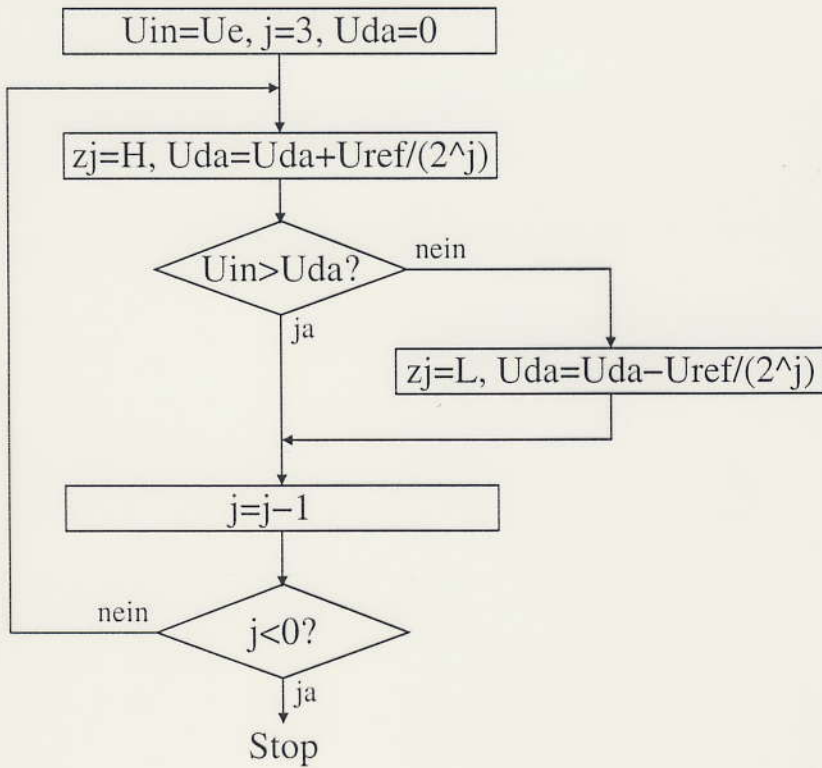 Uin=Ue, j=3, Uda=0
zj=H, Uda=Uda+Uref/(2^j)
Uin>Uda?
nein
ja
zj=L, Uda=Uda−Uref/(2^j)
j=j−1
nein
j<0?
ja
Stop